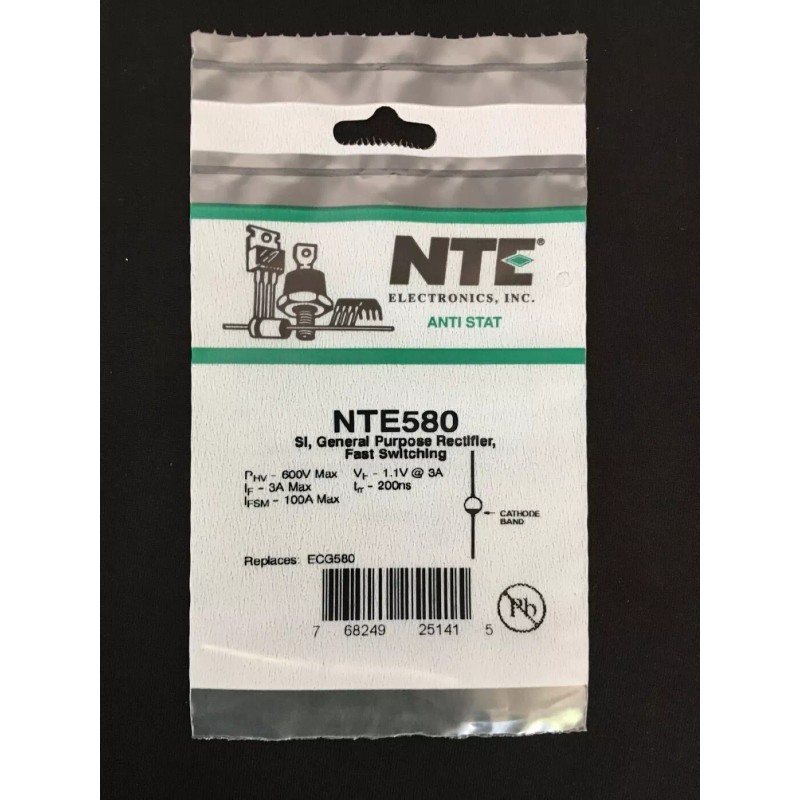 NTE®
ELECTRONICS, INC.
ANTI STAT
NTE580
SI, General Purpose Rectifier,
Fast Switching
PHV - 600V Max VF - 1.1V @ 3A
IF - 3A Max trr - 200ns
IFSM - 100A Max
CATHODE
BAND
Replaces: ECG580
7 68249 25141 5
Pb